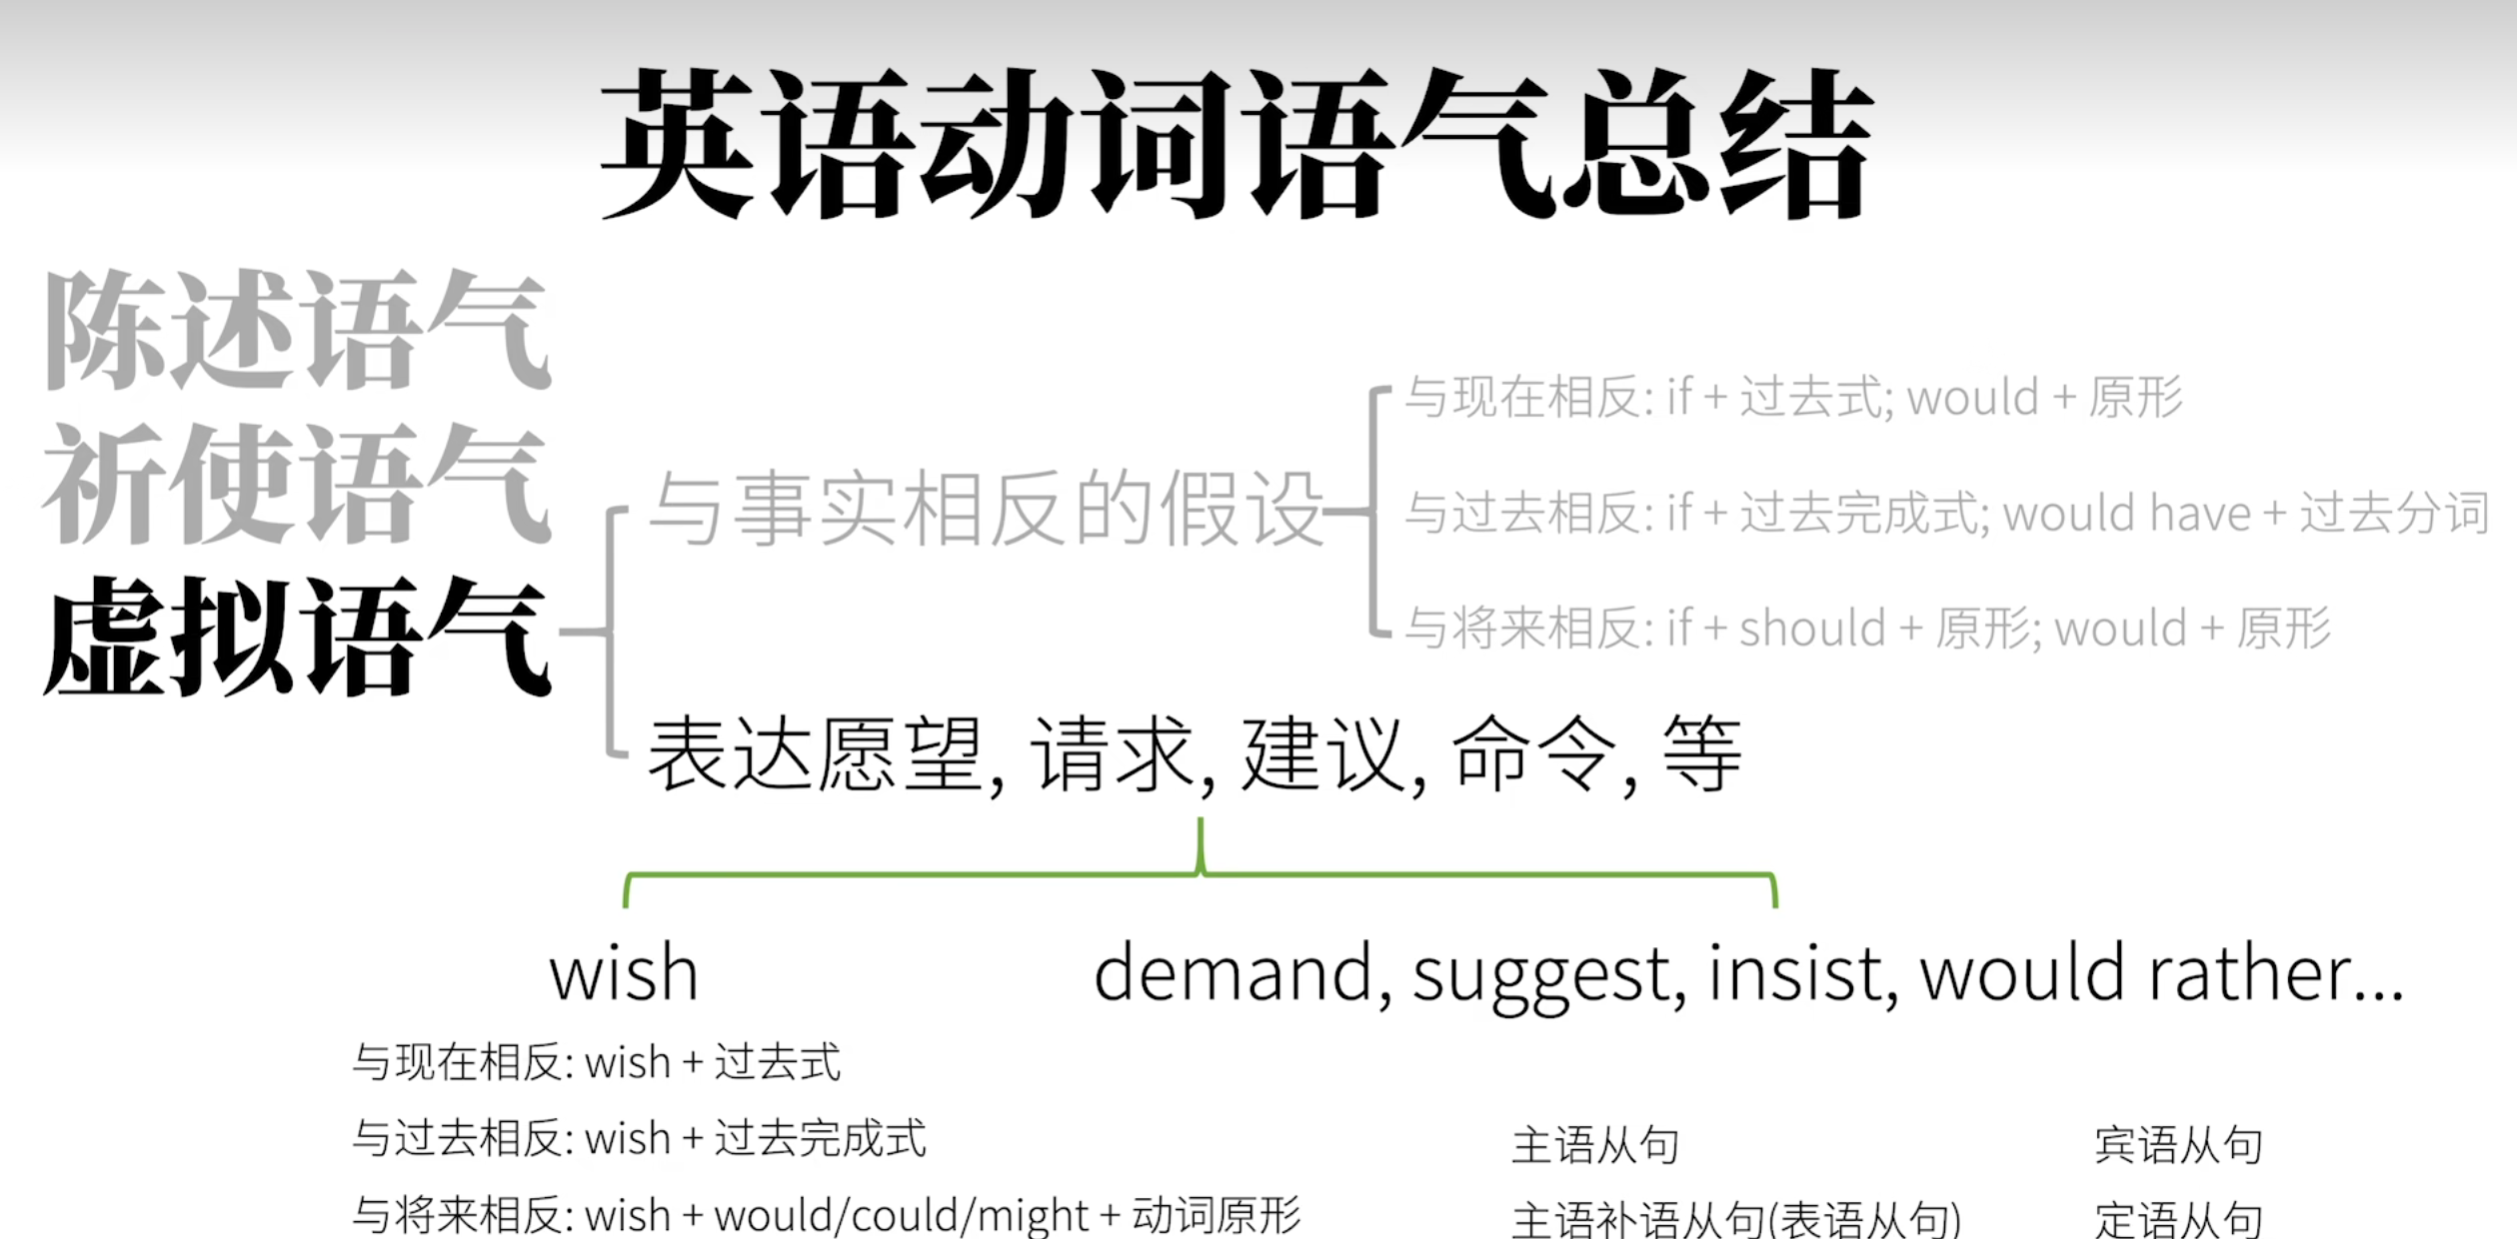 英语动词语气总结
陈述语气
祈使语气
虚拟语气
与事实相反的假设
与现在相反: if + 过去式; would + 原形
与过去相反: if + 过去完成式; would have + 过去分词
与将来相反: if + should + 原形; would + 原形
表达愿望, 请求, 建议, 命令, 等
wish
与现在相反: wish + 过去式
与过去相反: wish + 过去完成式
与将来相反: wish + would/could/might + 动词原形
demand, suggest, insist, would rather...
主语从句
宾语从句
主语补语从句(表语从句)
定语从句